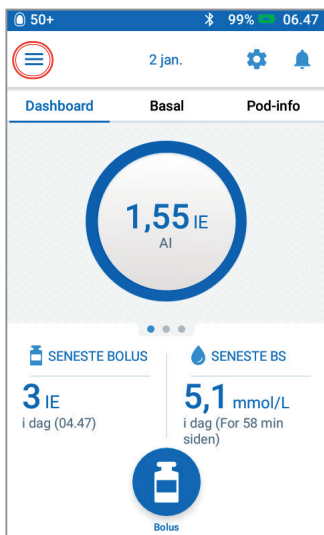 50+ 99% 06.47
2 jan.
Dashboard Basal Pod-info
1,55 IE
AI
SENESTE BOLUS
3 IE
i dag (04.47)
SENESTE BS
5,1 mmol/L
i dag (For 58 min
siden)
Bolus